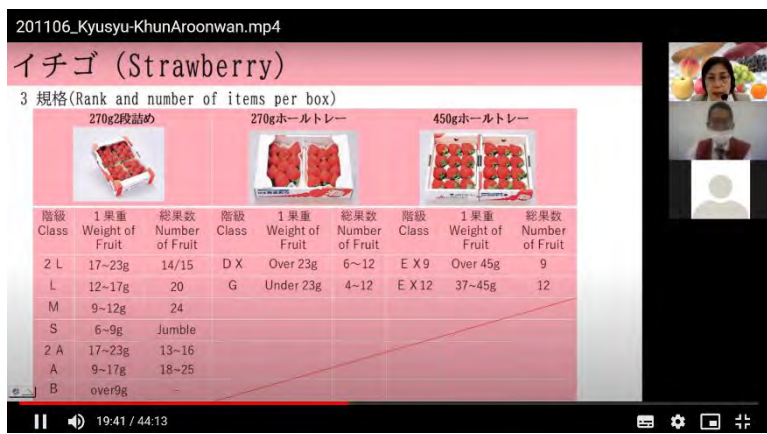 201106_Kyusyu-KhunAroonwan.mp4
イチゴ (Strawberry)
3 規格(Rank and number of items per box)
270g2段詰め 270gホールトレー 450gホールトレー
階級 1果重 総果数 階級 1果重 総果数 階級 1果重 総果数
Class Weight of Number Class Weight of Number Class Weight of Number
Fruit of Fruit Fruit of Fruit Fruit of Fruit
2L 17~23g 14/15 DX Over 23g 6~12 EX9 Over 45g 9
L 12~17g 20 G Under 23g 4~12 EX12 37~45g 12
M 9~12g 24
S 6~9g Jumble
2A 17~23g 13~16
A 9~17g 18~25
B over9g –
19:41 / 44:13